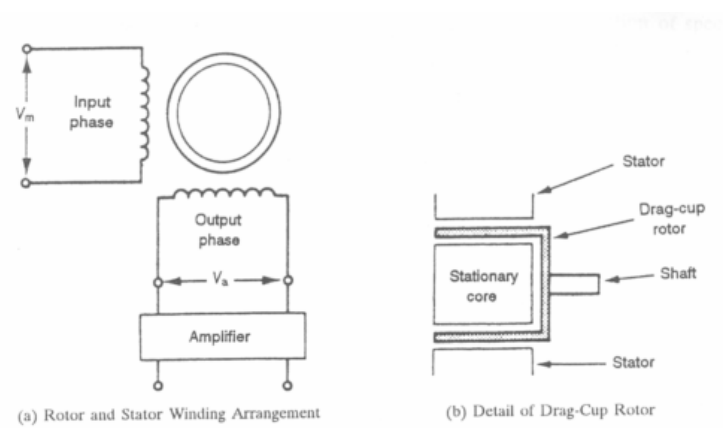 Input
phase
Vm
Output
phase
Va
Amplifier
(a) Rotor and Stator Winding Arrangement
Stator
Drag-cup
rotor
Shaft
Stationary
core
Stator
(b) Detail of Drag-Cup Rotor